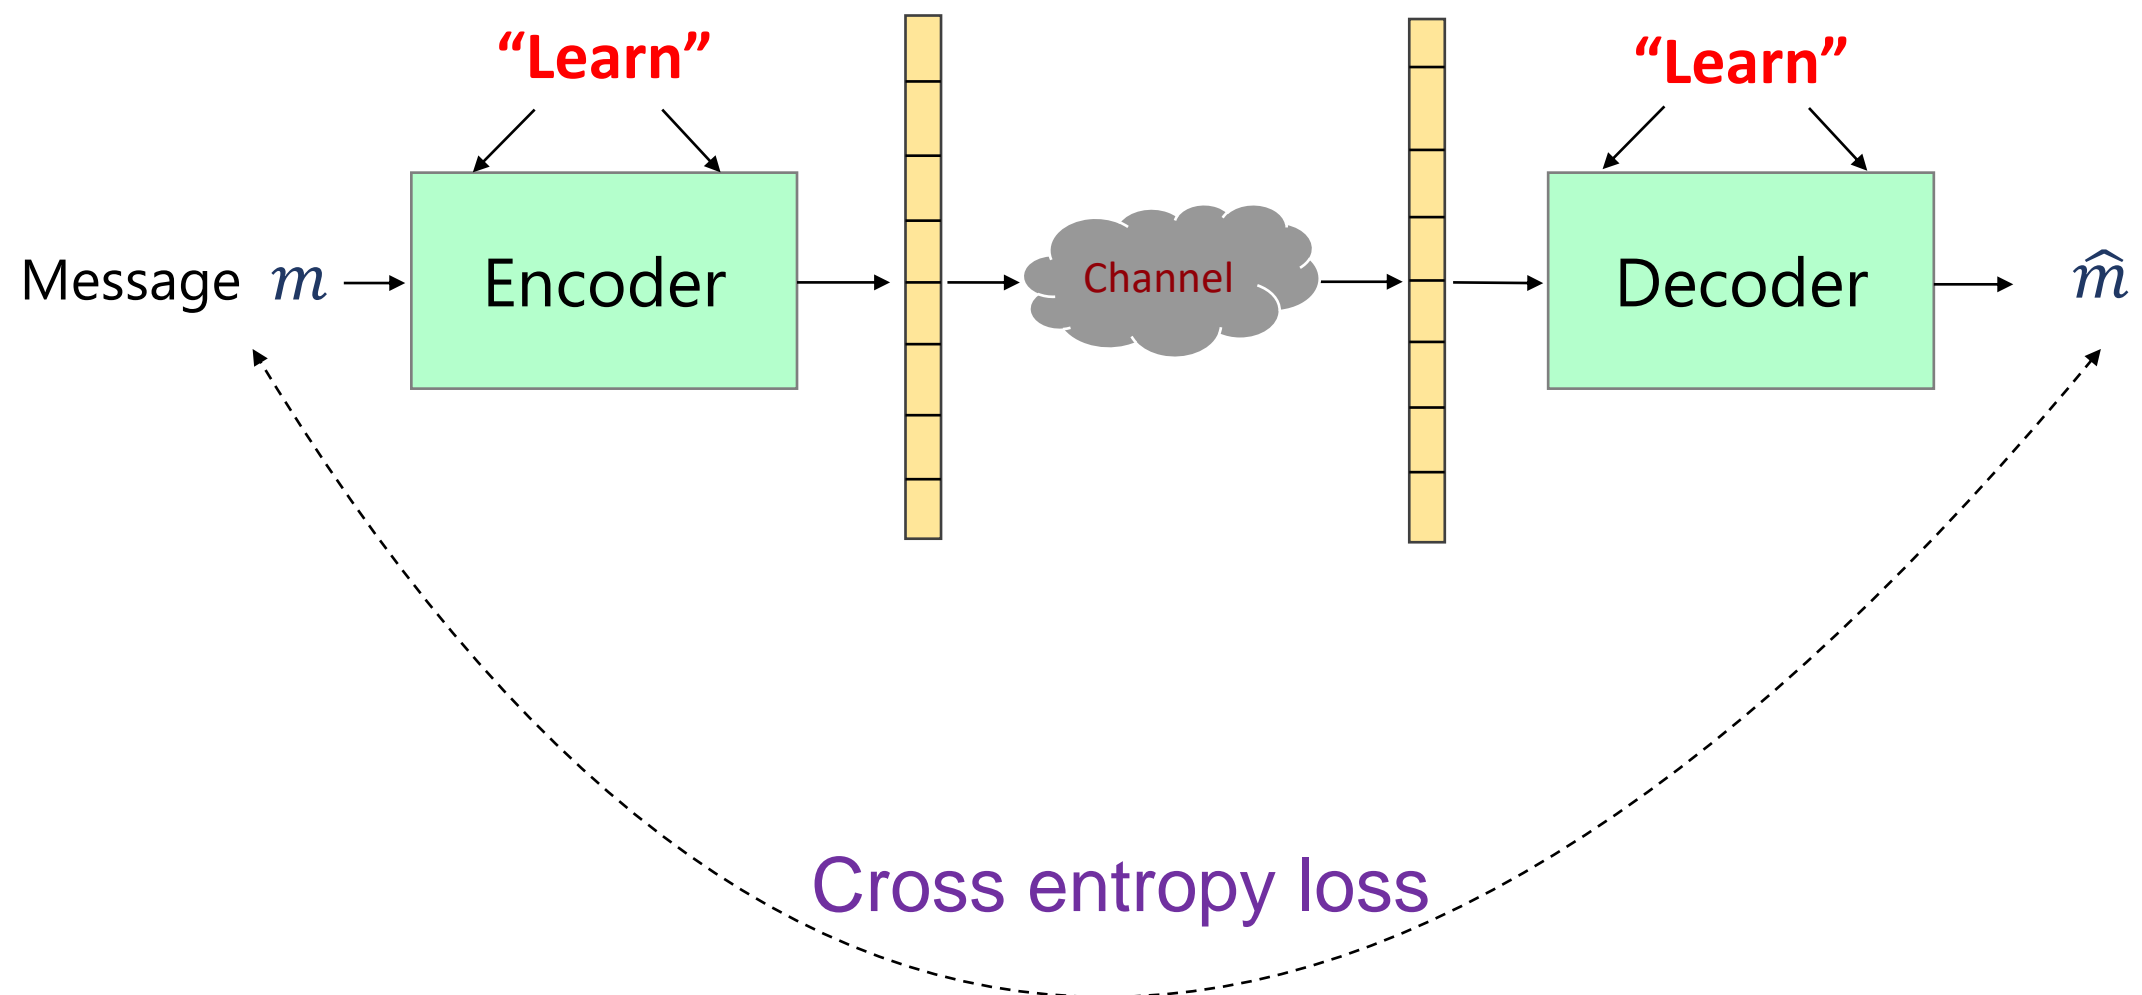 “Learn”
“Learn”
Message m
Encoder
Channel
Decoder
m̂
Cross entropy loss